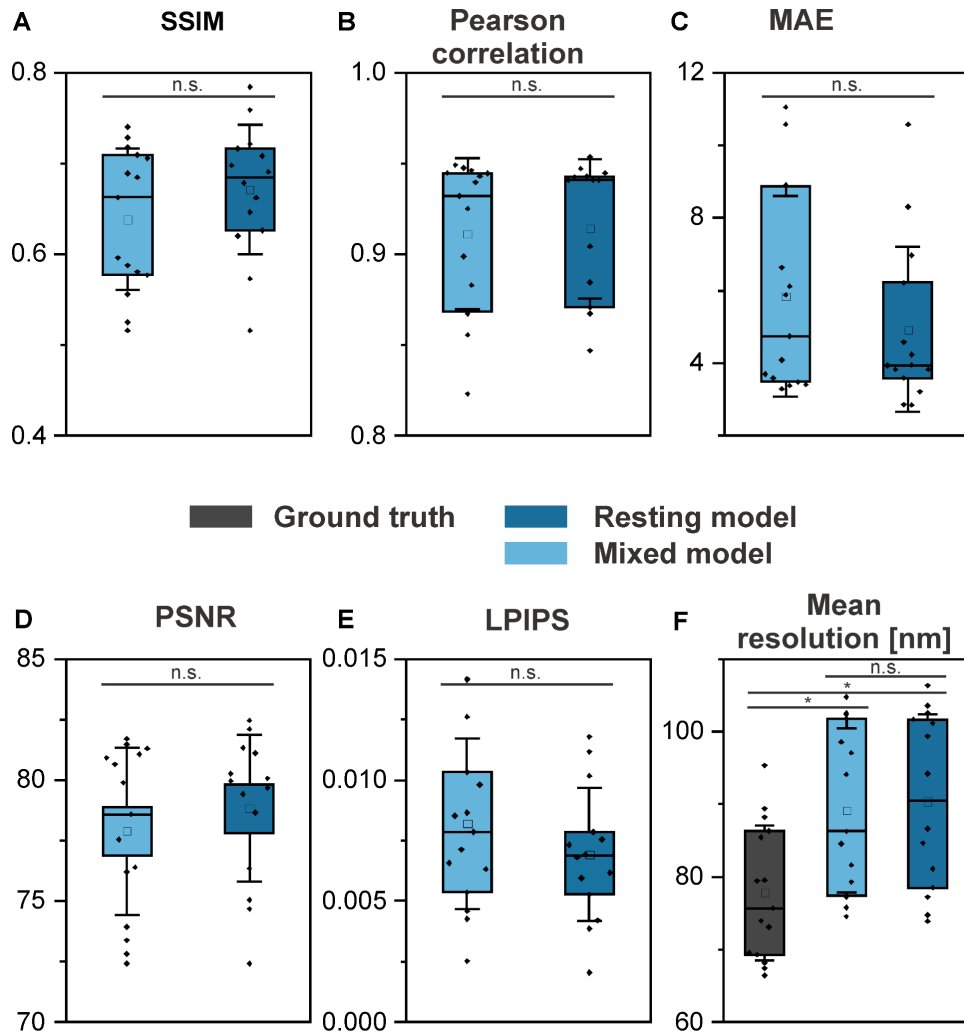 A SSIM
B Pearson
correlation
C MAE
0.8
0.6
0.4
n.s.
1.0
0.9
0.8
n.s.
12
8
4
n.s.
Ground truth
Resting model
Mixed model
D PSNR
E LPIPS
F Mean
resolution [nm]
85
80
75
70
n.s.
0.015
0.010
0.005
0.000
n.s.
100
80
60
n.s.
*
*